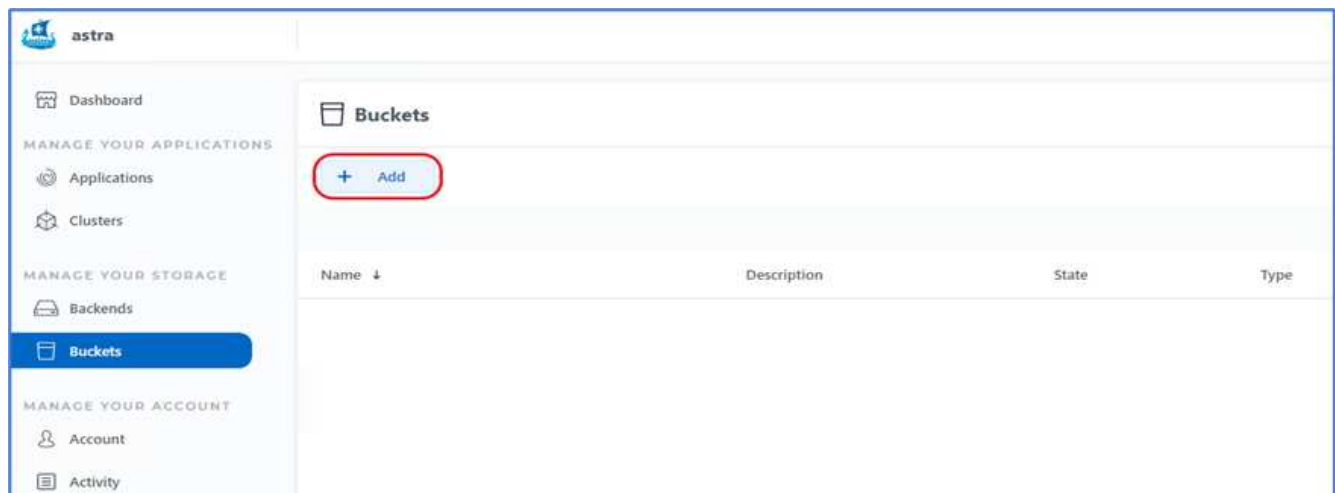 astra
Dashboard
MANAGE YOUR APPLICATIONS
Applications
Clusters
MANAGE YOUR STORAGE
Backends
Buckets
MANAGE YOUR ACCOUNT
Account
Activity
Buckets
+ Add
Name ↓ Description State Type